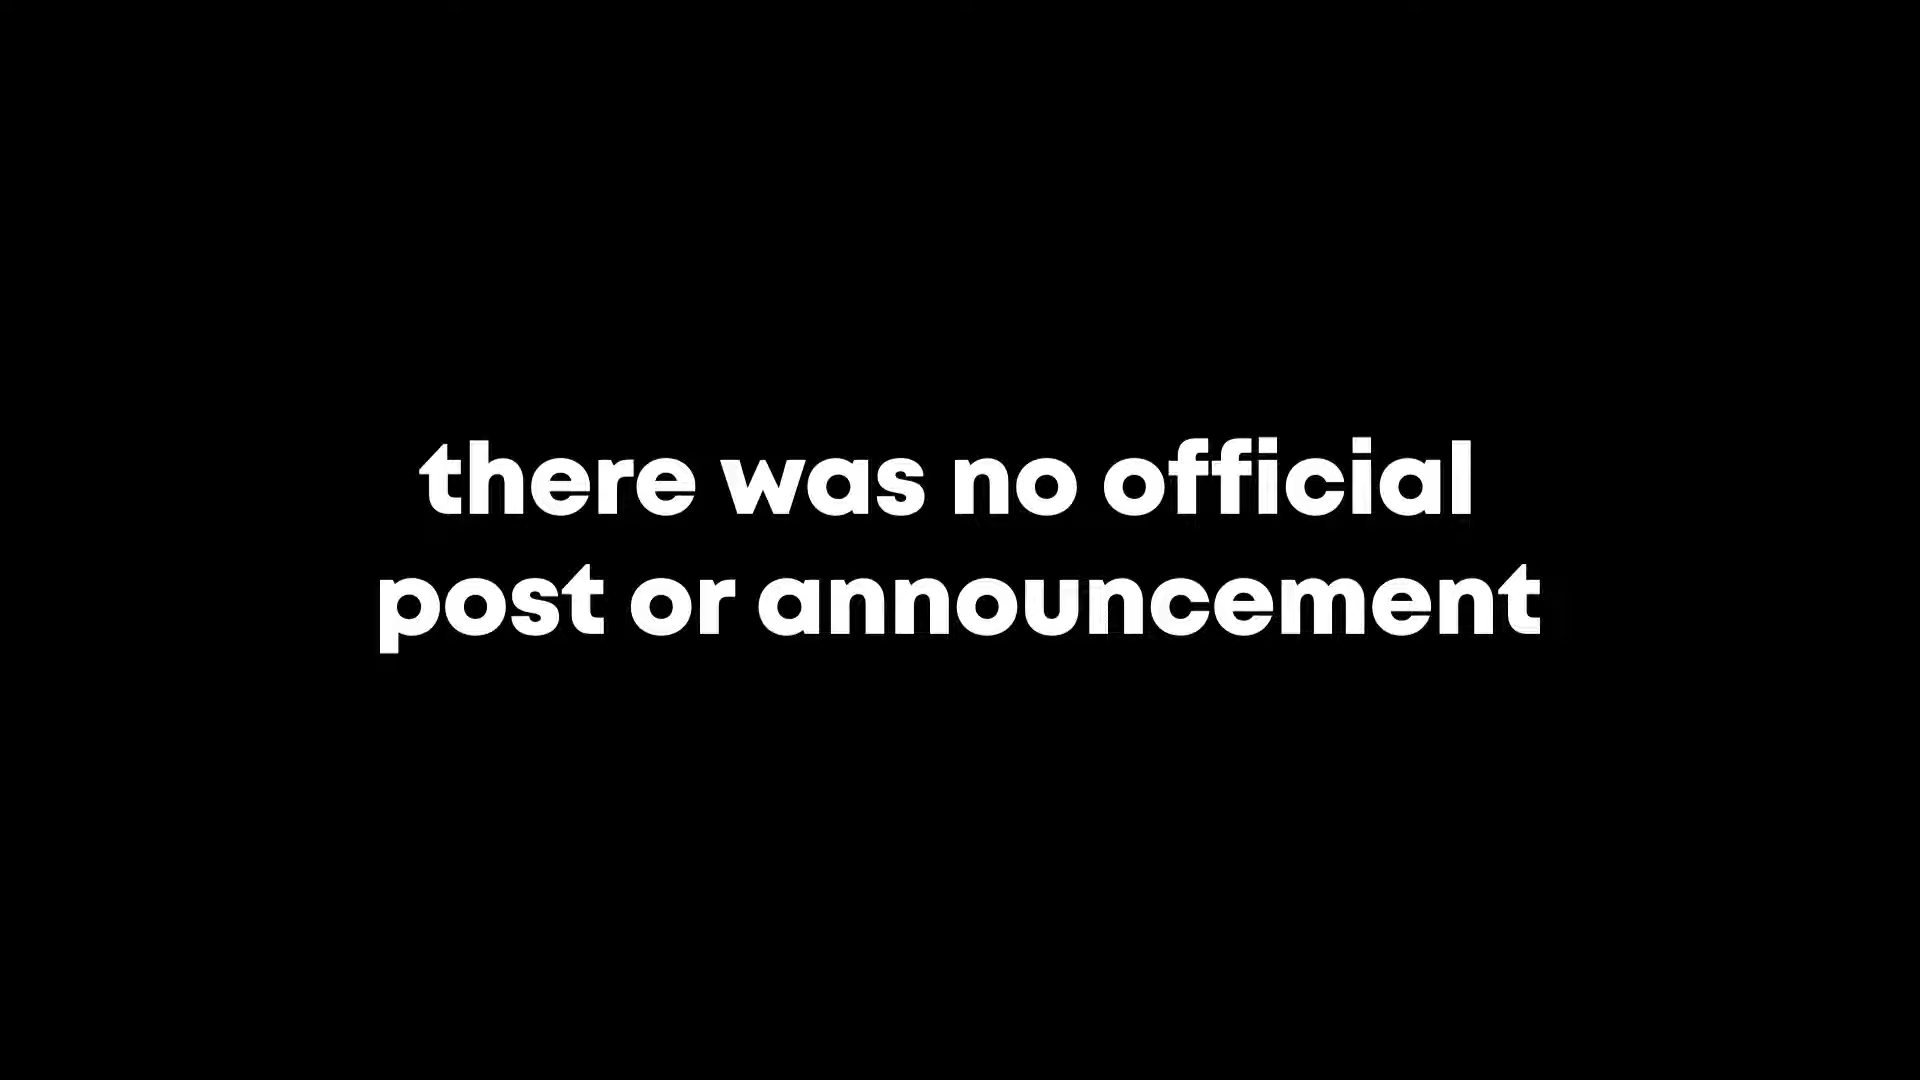 there was no official
post or announcement